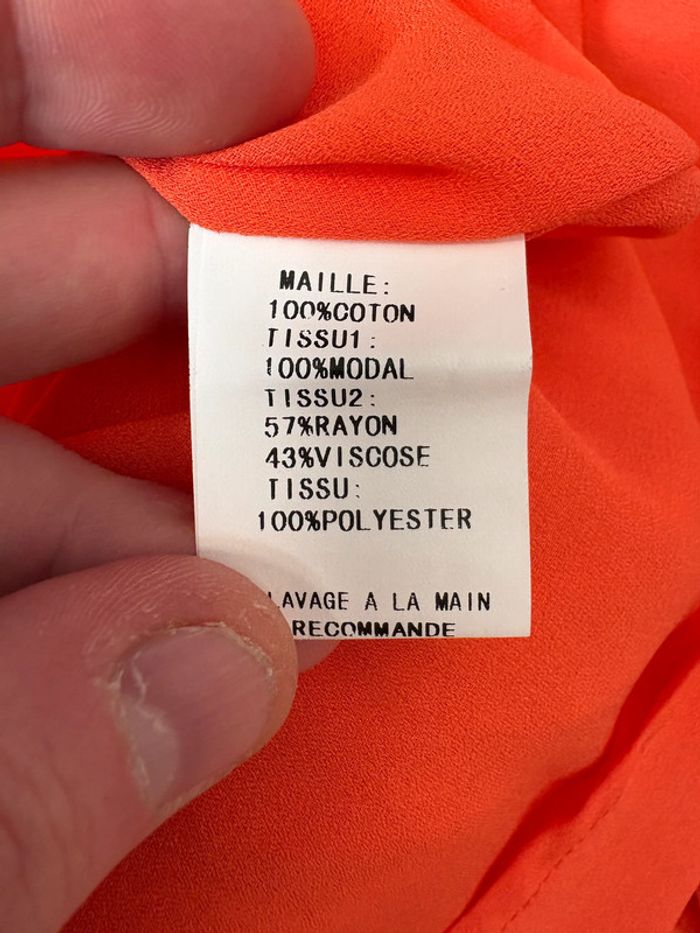 MAILLE:
100%COTON
TISSU1:
100%MODAL
TISSU2:
57%RAYON
43%VISCOSE
TISSU:
100%POLYESTER
LAVAGE A LA MAIN
RECOMMANDE